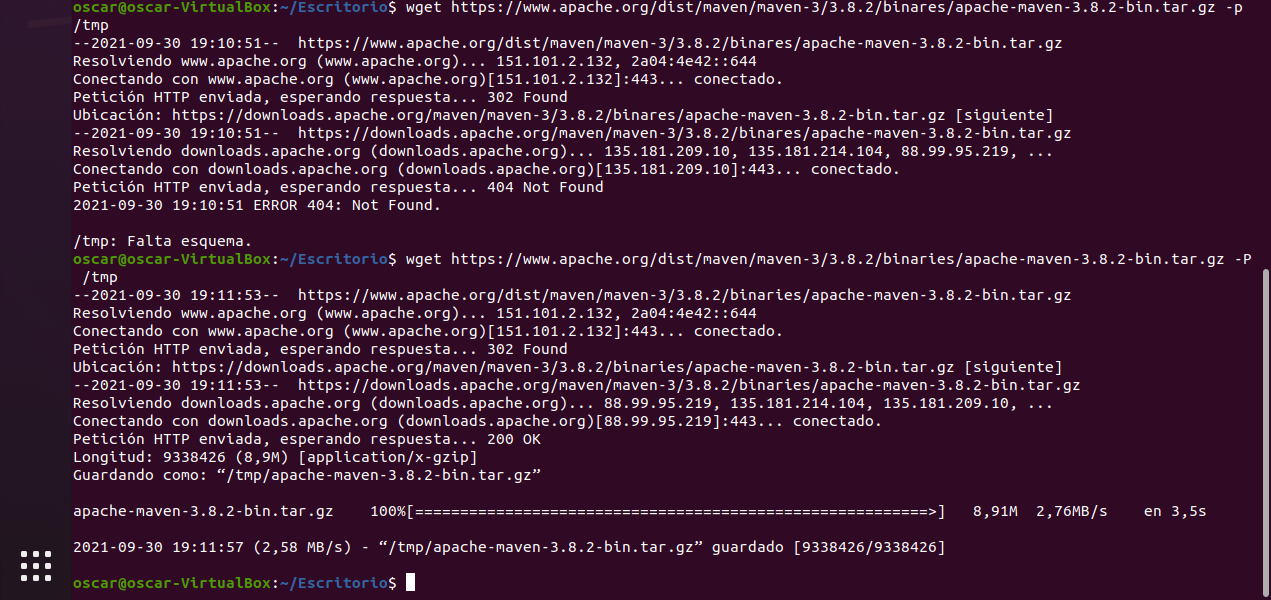 oscar@oscar-VirtualBox:~/Escritorio$ wget https://www.apache.org/dist/maven/maven-3/3.8.2/binares/apache-maven-3.8.2-bin.tar.gz -p
/tmp
--2021-09-30 19:10:51--  https://www.apache.org/dist/maven/maven-3/3.8.2/binares/apache-maven-3.8.2-bin.tar.gz
Resolviendo www.apache.org (www.apache.org)... 151.101.2.132, 2a04:4e42::644
Conectando con www.apache.org (www.apache.org)[151.101.2.132]:443... conectado.
Petición HTTP enviada, esperando respuesta... 302 Found
Ubicación: https://downloads.apache.org/maven/maven-3/3.8.2/binares/apache-maven-3.8.2-bin.tar.gz [siguiente]
--2021-09-30 19:10:51--  https://downloads.apache.org/maven/maven-3/3.8.2/binares/apache-maven-3.8.2-bin.tar.gz
Resolviendo downloads.apache.org (downloads.apache.org)... 135.181.209.10, 135.181.214.104, 88.99.95.219, ...
Conectando con downloads.apache.org (downloads.apache.org)[135.181.209.10]:443... conectado.
Petición HTTP enviada, esperando respuesta... 404 Not Found
2021-09-30 19:10:51 ERROR 404: Not Found.
/tmp: Falta esquema.
oscar@oscar-VirtualBox:~/Escritorio$ wget https://www.apache.org/dist/maven/maven-3/3.8.2/binaries/apache-maven-3.8.2-bin.tar.gz -P
/tmp
--2021-09-30 19:11:53--  https://www.apache.org/dist/maven/maven-3/3.8.2/binaries/apache-maven-3.8.2-bin.tar.gz
Resolviendo www.apache.org (www.apache.org)... 151.101.2.132, 2a04:4e42::644
Conectando con www.apache.org (www.apache.org)[151.101.2.132]:443... conectado.
Petición HTTP enviada, esperando respuesta... 302 Found
Ubicación: https://downloads.apache.org/maven/maven-3/3.8.2/binaries/apache-maven-3.8.2-bin.tar.gz [siguiente]
--2021-09-30 19:11:53--  https://downloads.apache.org/maven/maven-3/3.8.2/binaries/apache-maven-3.8.2-bin.tar.gz
Resolviendo downloads.apache.org (downloads.apache.org)... 88.99.95.219, 135.181.214.104, 135.181.209.10, ...
Conectando con downloads.apache.org (downloads.apache.org)[88.99.95.219]:443... conectado.
Petición HTTP enviada, esperando respuesta... 200 OK
Longitud: 9338426 (8,9M) [application/x-gzip]
Guardando como: “/tmp/apache-maven-3.8.2-bin.tar.gz”
apache-maven-3.8.2-bin.tar.gz    100%[=========================================================>]   8,91M  2,76MB/s    en 3,5s
2021-09-30 19:11:57 (2,58 MB/s) - “/tmp/apache-maven-3.8.2-bin.tar.gz” guardado [9338426/9338426]
oscar@oscar-VirtualBox:~/Escritorio$